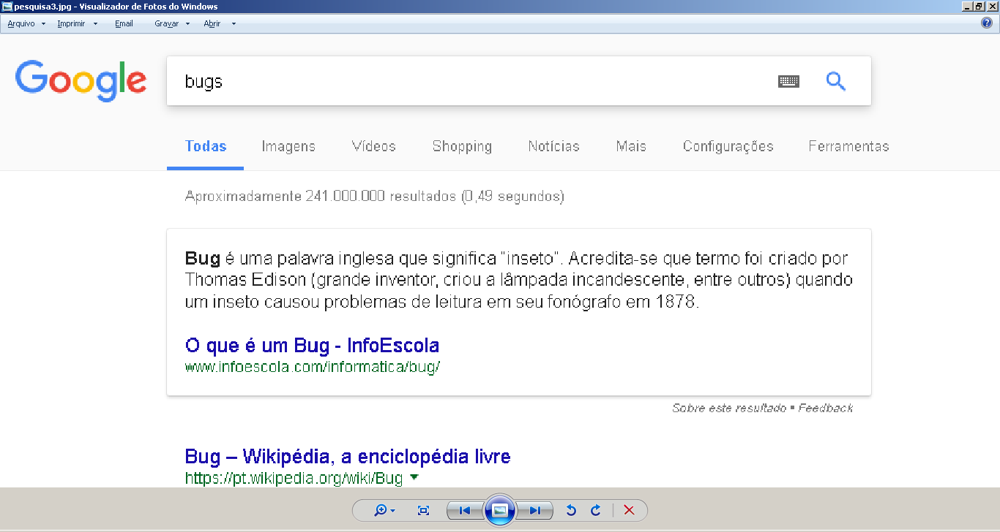 pesquisa3.jpg - Visualizador de Fotos do Windows
Arquivo Imprimir Email Gravar Abrir
Google bugs
Todas Imagens Vídeos Shopping Notícias Mais Configurações Ferramentas
Aproximadamente 241.000.000 resultados (0,49 segundos)
Bug é uma palavra inglesa que significa "inseto". Acredita-se que termo foi criado por
Thomas Edison (grande inventor, criou a lâmpada incandescente, entre outros) quando
um inseto causou problemas de leitura em seu fonógrafo em 1878.
O que é um Bug - InfoEscola
www.infoescola.com/informatica/bug/
Sobre este resultado • Feedback
Bug – Wikipédia, a enciclopédia livre
https://pt.wikipedia.org/wiki/Bug